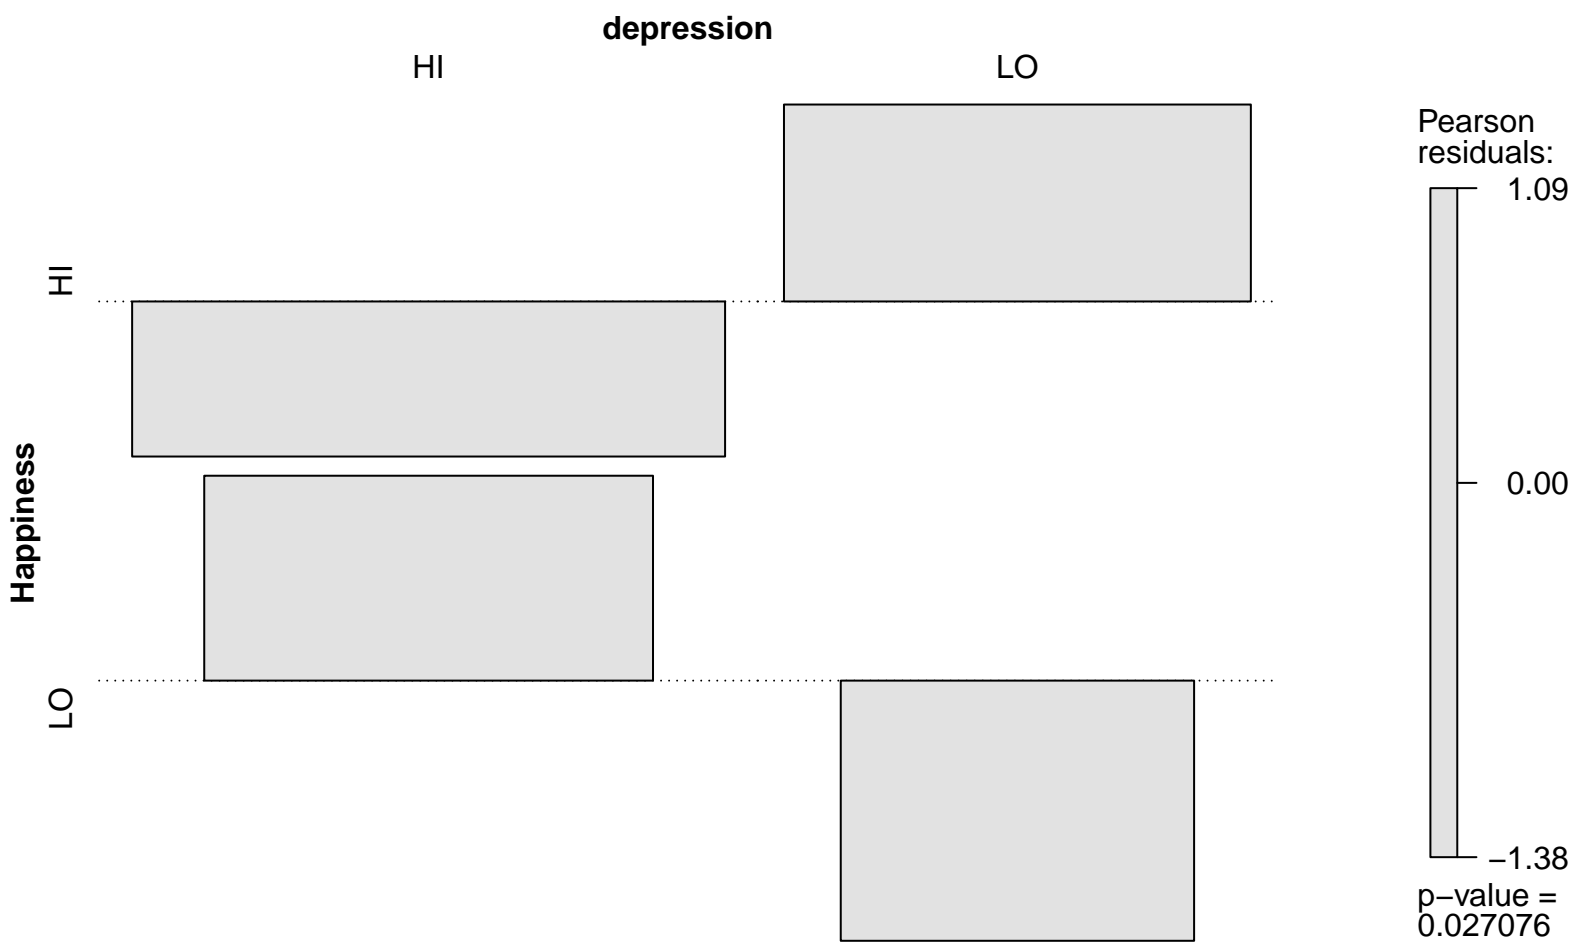 depression
HI
LO
Happiness
HI
LO
Pearson
residuals:
1.09
0.00
−1.38
p−value =
0.027076